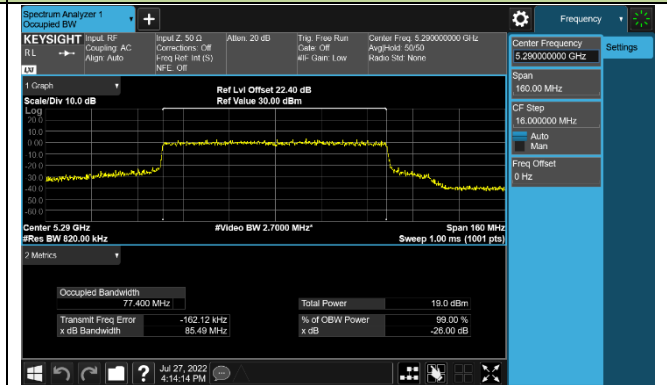 Spectrum Analyzer 1
Occupied BW
+
Frequency
KEYSIGHT
RL
LXI
Input: RF
Coupling: AC
Align: Auto
Input Z: 50 Ω
Corrections: Off
Freq Ref: Int (S)
NFE: Off
Atten: 20 dB
Trig: Free Run
Gate: Off
#IF Gain: Low
Center Freq: 5.290000000 GHz
Avg|Hold: 50/50
Radio Std: None
Center Frequency
5.290000000 GHz
Settings
Span
160.00 MHz
CF Step
16.000000 MHz
Auto
Man
Freq Offset
0 Hz
1 Graph
Scale/Div 10.0 dB
Ref Lvl Offset 22.40 dB
Ref Value 30.00 dBm
Log
20.0
10.0
0.00
-10.0
-20.0
-30.0
-40.0
-50.0
-60.0
Center 5.29 GHz
#Video BW 2.7000 MHz*
Span 160 MHz
#Res BW 820.00 kHz
Sweep 1.00 ms (1001 pts)
2 Metrics
Occupied Bandwidth
77.400 MHz
Total Power
19.0 dBm
Transmit Freq Error
-162.12 kHz
% of OBW Power
99.00 %
x dB Bandwidth
85.49 MHz
x dB
-26.00 dB
?
Jul 27, 2022
4:14:14 PM